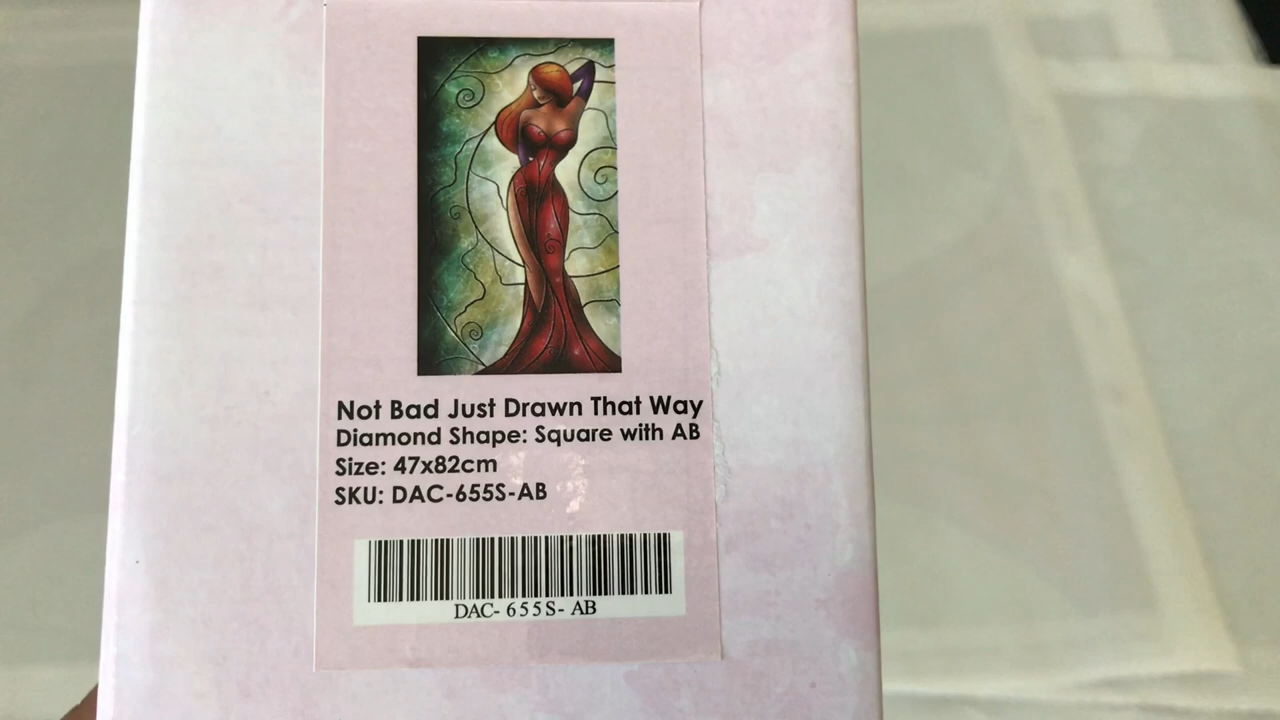 Not Bad Just Drawn That Way
Diamond Shape: Square with AB
Size: 47x82cm
SKU: DAC-655S-AB
DAC- 655S- AB